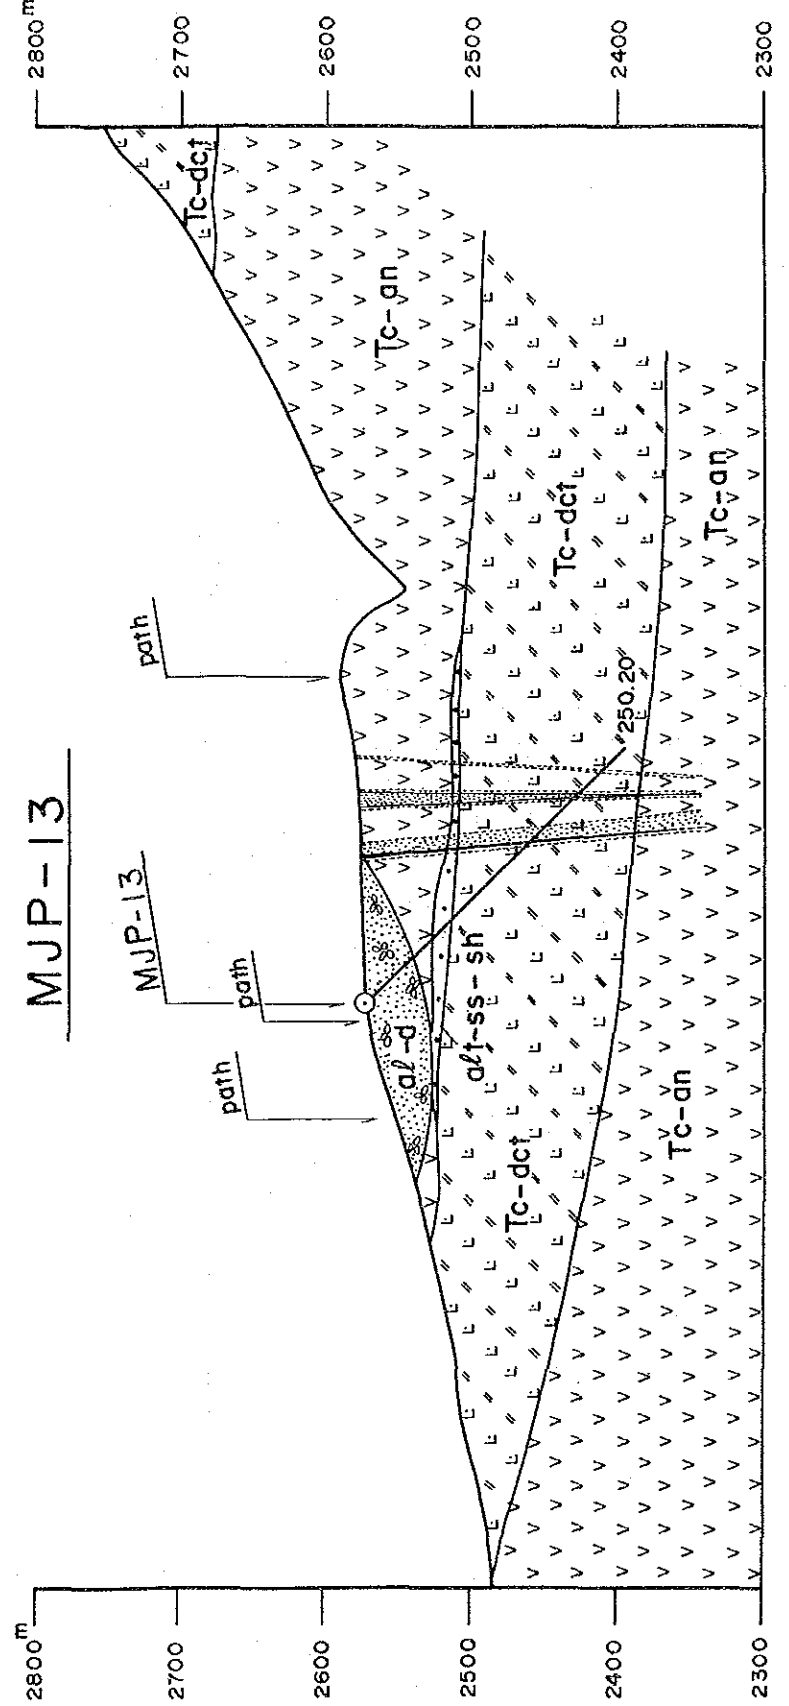 MJP-13
MJP-13
path
path
path
2800m
2700
2600
2500
2400
2300
2800m
2700
2600
2500
2400
2300
Tc-dct
Tc-an
al-d
alt-ss-sh
Tc-dct
Tc-dct
250.20
Tc-an
Tc-an